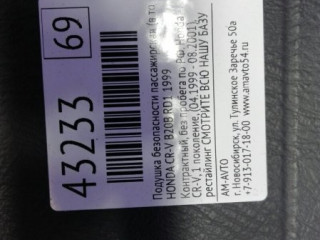 69
43233
Подушка безопасности пассажирская (в то
HONDA CR-V B20B RD1 1999
Контрактный, без пробега по РФ. Honda
CR-V, 1 поколение, (04.1999 - 08.2001)
рестайлинг СМОТРИТЕ ВСЮ НАШУ БАЗУ
AM-AVTO www.amavto54.ru
г. Новосибирск, ул. Тулинское Заречье 50а
+7-913-017-18-00